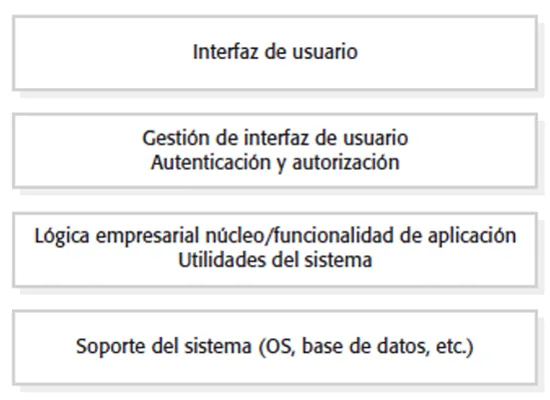 Interfaz de usuario
Gestión de interfaz de usuario
Autenticación y autorización
Lógica empresarial núcleo/funcionalidad de aplicación
Utilidades del sistema
Soporte del sistema (OS, base de datos, etc.)